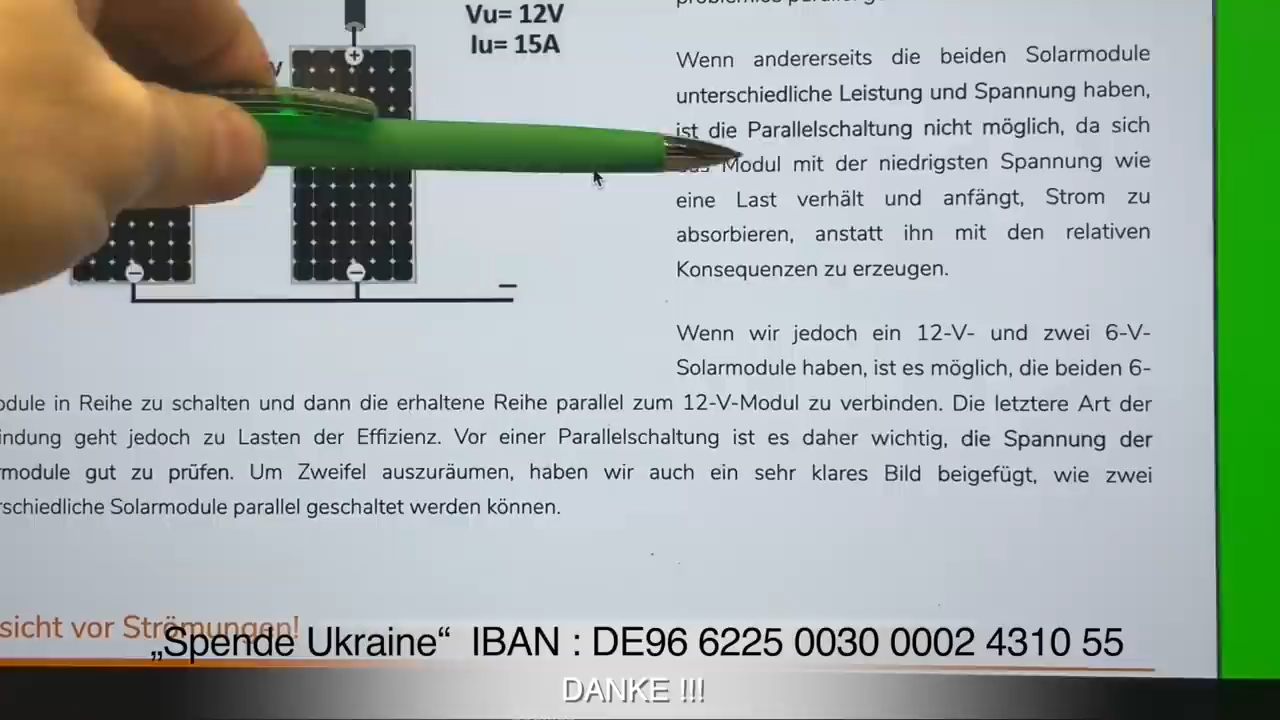 Vu= 12V
Iu= 15A
Wenn andererseits die beiden Solarmodule
unterschiedliche Leistung und Spannung haben,
ist die Parallelschaltung nicht möglich, da sich
Modul mit der niedrigsten Spannung wie
eine Last verhält und anfängt, Strom zu
absorbieren, anstatt ihn mit den relativen
Konsequenzen zu erzeugen.
Wenn wir jedoch ein 12-V- und zwei 6-V-
Solarmodule haben, ist es möglich, die beiden 6-
odule in Reihe zu schalten und dann die erhaltene Reihe parallel zum 12-V-Modul zu verbinden. Die letztere Art der
indung geht jedoch zu Lasten der Effizienz. Vor einer Parallelschaltung ist es daher wichtig, die Spannung der
rmodule gut zu prüfen. Um Zweifel auszuräumen, haben wir auch ein sehr klares Bild beigefügt, wie zwei
rschiedliche Solarmodule parallel geschaltet werden können.
sicht vor Strömungen!
„Spende Ukraine“ IBAN : DE96 6225 0030 0002 4310 55
DANKE !!!